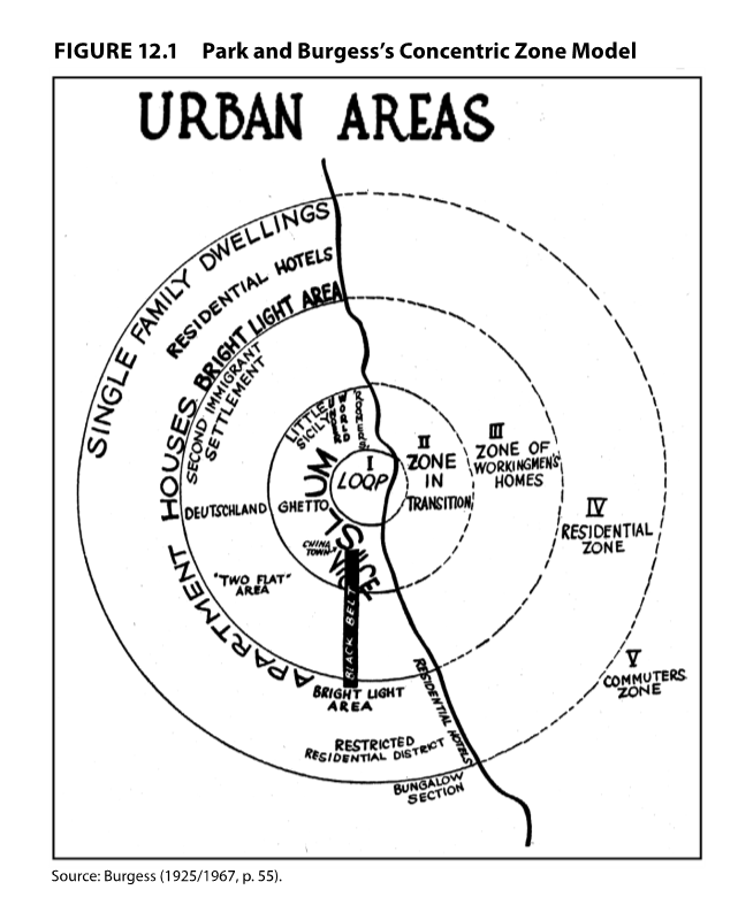 FIGURE 12.1 Park and Burgess's Concentric Zone Model
URBAN AREAS
SINGLE FAMILY DWELLINGS
RESIDENTIAL HOTELS
BRIGHT LIGHT AREA
SECOND IMMIGRANT
SETTLEMENT
APARTMENT HOUSES
LITTLE
SICILY
UNDER
WORLD
ROOMERS
I
LOOP
II
ZONE
IN
TRANSITION
III
ZONE OF
WORKINGMEN'S
HOMES
IV
RESIDENTIAL
ZONE
V
COMMUTERS
ZONE
DEUTSCHLAND
GHETTO
SLUM
CHINA
TOWN
VICE
"TWO FLAT"
AREA
BLACK BELT
BRIGHT LIGHT
AREA
RESIDENTIAL HOTELS
RESTRICTED
RESIDENTIAL DISTRICT
BUNGALOW
SECTION
Source: Burgess (1925/1967, p. 55).